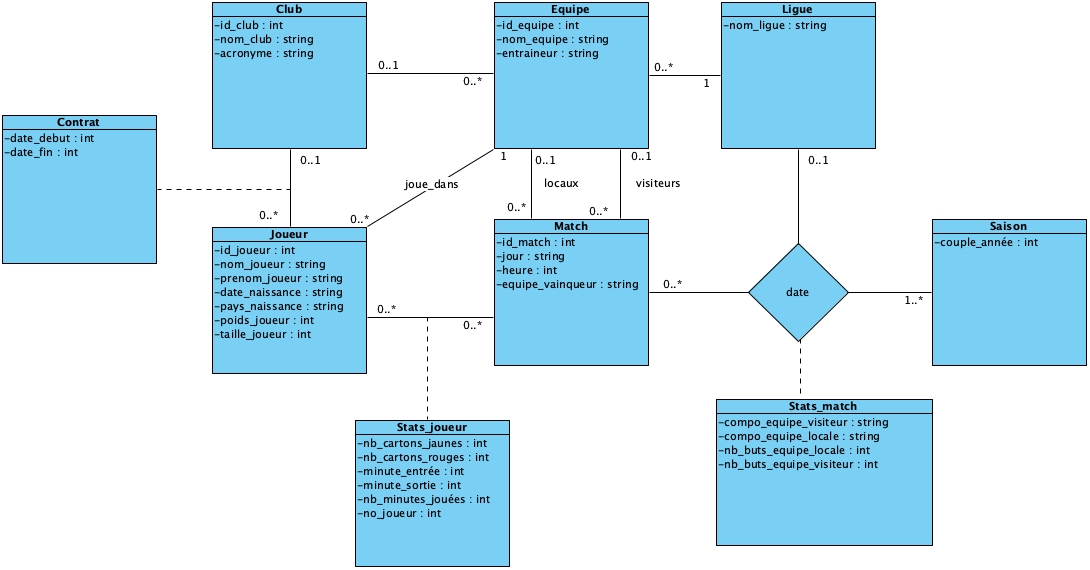 Club
-id_club : int
-nom_club : string
-acronyme : string
Equipe
-id_equipe : int
-nom_equipe : string
-entraineur : string
Ligue
-nom_ligue : string
0..1
0..*
0..*
1
Contrat
-date_debut : int
-date_fin : int
0..1
0..*
1
joue_dans
0..*
0..1
locaux
0..*
0..1
visiteurs
0..*
0..1
Joueur
-id_joueur : int
-nom_joueur : string
-prenom_joueur : string
-date_naissance : string
-pays_naissance : string
-poids_joueur : int
-taille_joueur : int
Match
-id_match : int
-jour : string
-heure : int
-equipe_vainqueur : string
Saison
-couple_année : int
0..*
0..*
0..*
date
1..*
Stats_joueur
-nb_cartons_jaunes : int
-nb_cartons_rouges : int
-minute_entrée : int
-minute_sortie : int
-nb_minutes_jouées : int
-no_joueur : int
Stats_match
-compo_equipe_visiteur : string
-compo_equipe_locale : string
-nb_buts_equipe_locale : int
-nb_buts_equipe_visiteur : int